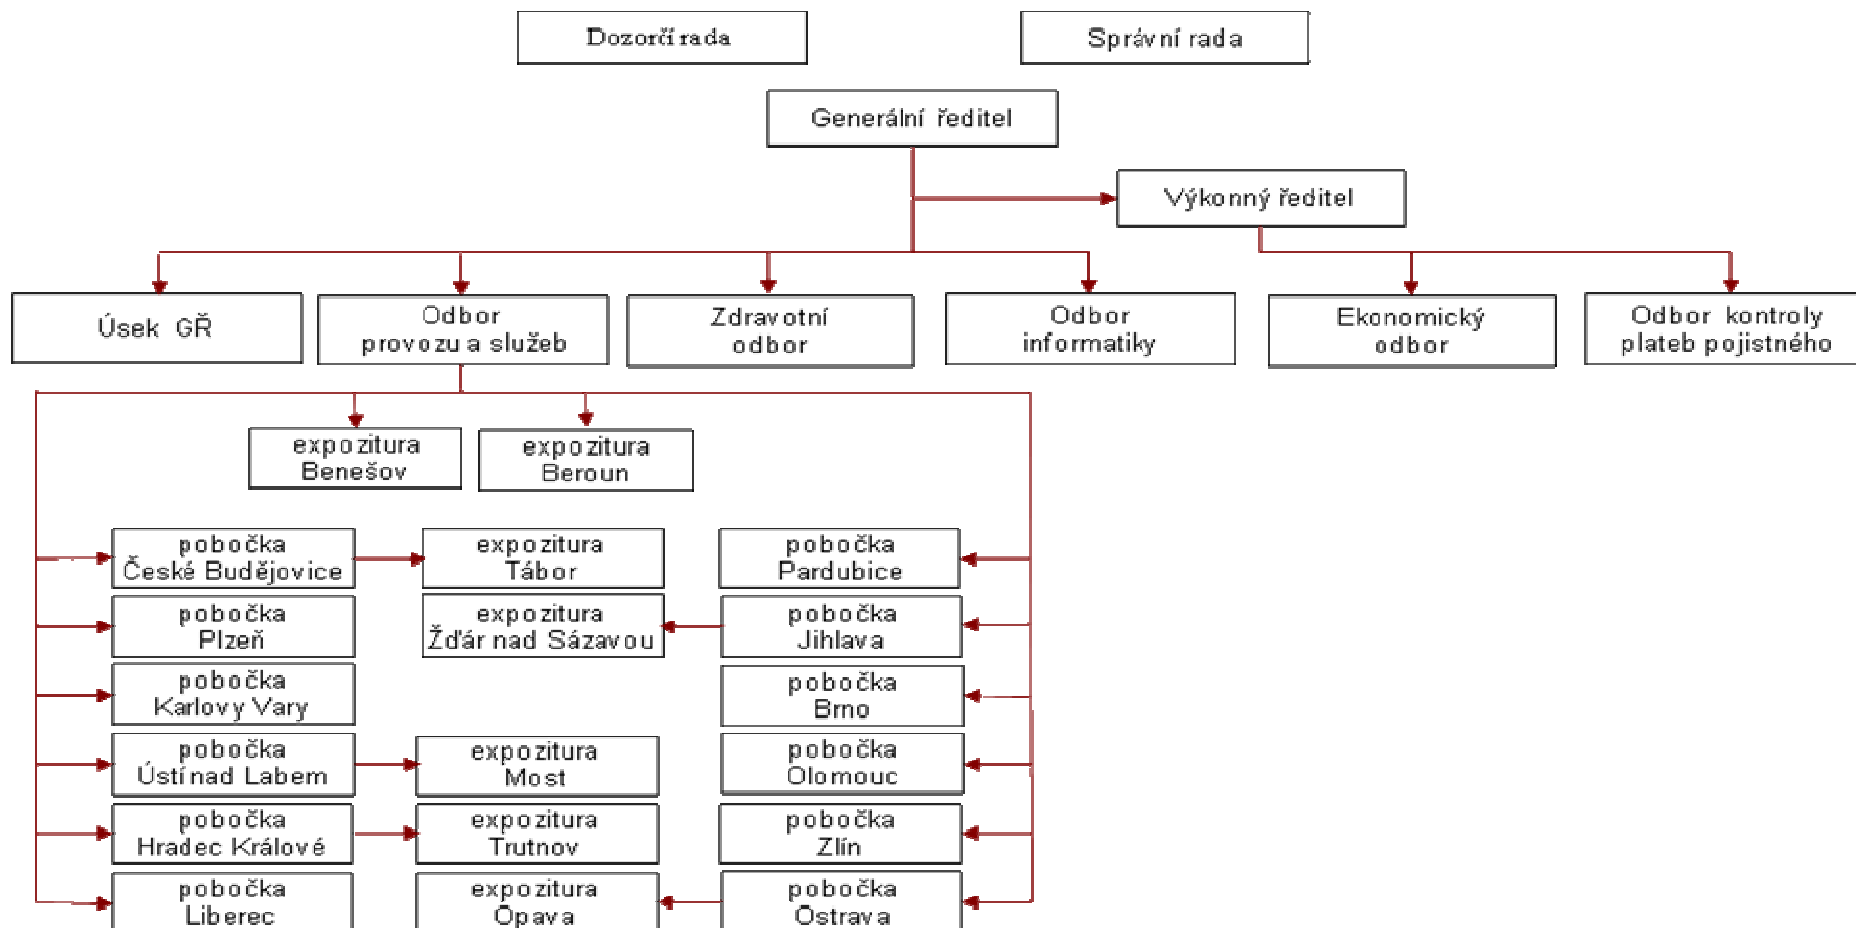 Dozorčí rada
Správní rada
Generální ředitel
Výkonný ředitel
Úsek GŘ
Odbor
provozu a služeb
Zdravotní
odbor
Odbor
informatiky
Ekonomický
odbor
Odbor kontroly
plateb pojistného
expozitura
Benešov
expozitura
Beroun
pobočka
České Budějovice
expozitura
Tábor
pobočka
Pardubice
pobočka
Plzeň
expozitura
Žďár nad Sázavou
pobočka
Jihlava
pobočka
Karlovy Vary
pobočka
Brno
pobočka
Ústí nad Labem
expozitura
Most
pobočka
Olomouc
pobočka
Hradec Králové
expozitura
Trutnov
pobočka
Zlín
pobočka
Liberec
expozitura
Opava
pobočka
Ostrava